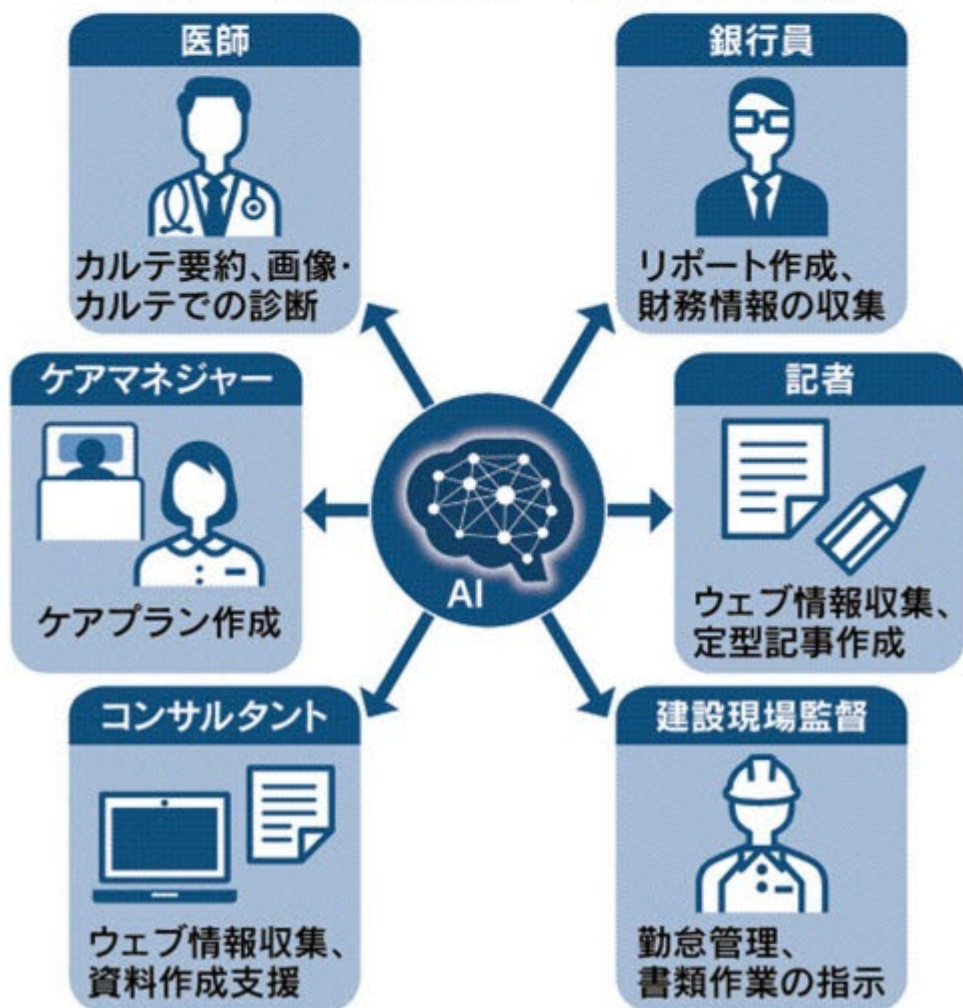 医師
カルテ要約、画像・
カルテでの診断
銀行員
リポート作成、
財務情報の収集
ケアマネジャー
ケアプラン作成
AI
記者
ウェブ情報収集、
定型記事作成
コンサルタント
ウェブ情報収集、
資料作成支援
建設現場監督
勤怠管理、
書類作業の指示